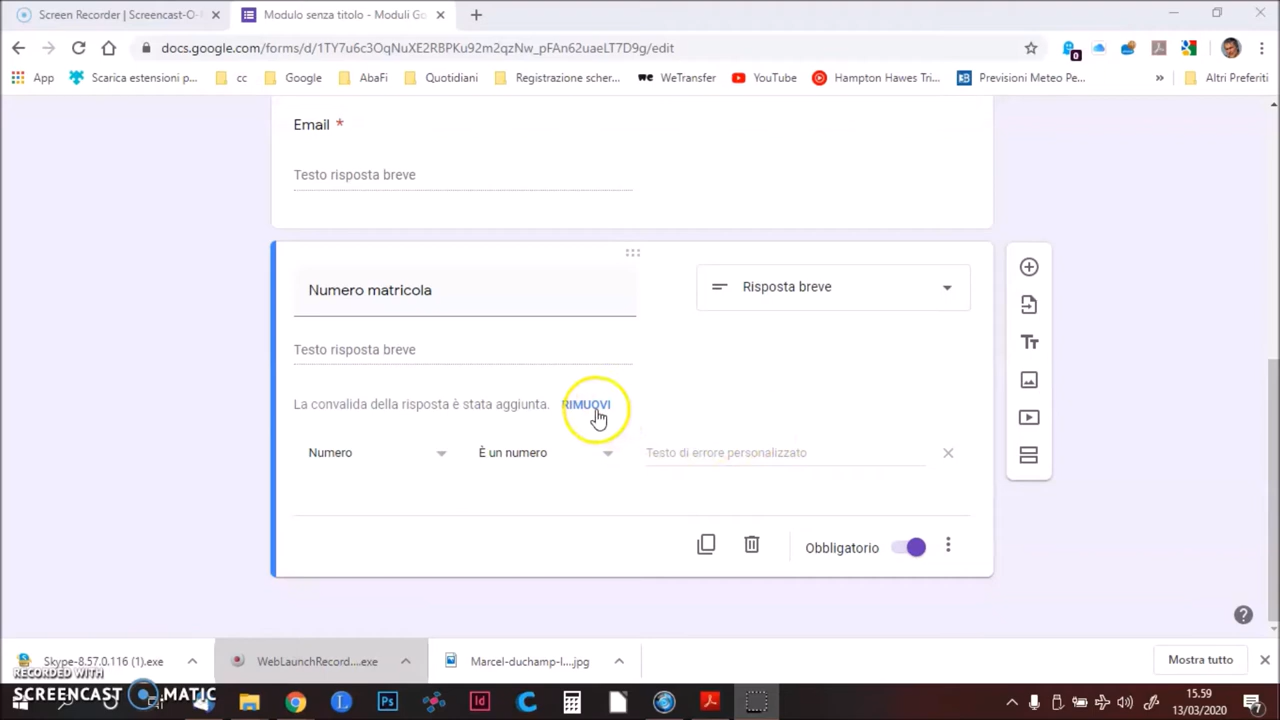 Screen Recorder | Screencast-O-
Modulo senza titolo - Moduli Go
docs.google.com/forms/d/1TY7u6c3OqNuXE2RBPKu92m2qzNw_pFAn62uaeLT7D9g/edit
0
App
Scarica estensioni p...
cc
Google
AbaFi
Quotidiani
Registrazione scher...
WeTransfer
YouTube
Hampton Hawes Tri...
Previsioni Meteo Pe...
»
Altri Preferiti
Email *
Testo risposta breve
Numero matricola
Risposta breve
Testo risposta breve
La convalida della risposta è stata aggiunta. RIMUOVI
Numero
È un numero
Testo di errore personalizzato
Obbligatorio
Skype-8.57.0.116 (1).exe
WebLaunchRecord....exe
Marcel-duchamp-l....jpg
Mostra tutto
RECORDED WITH
SCREENCAST MATIC
15.59
13/03/2020
7